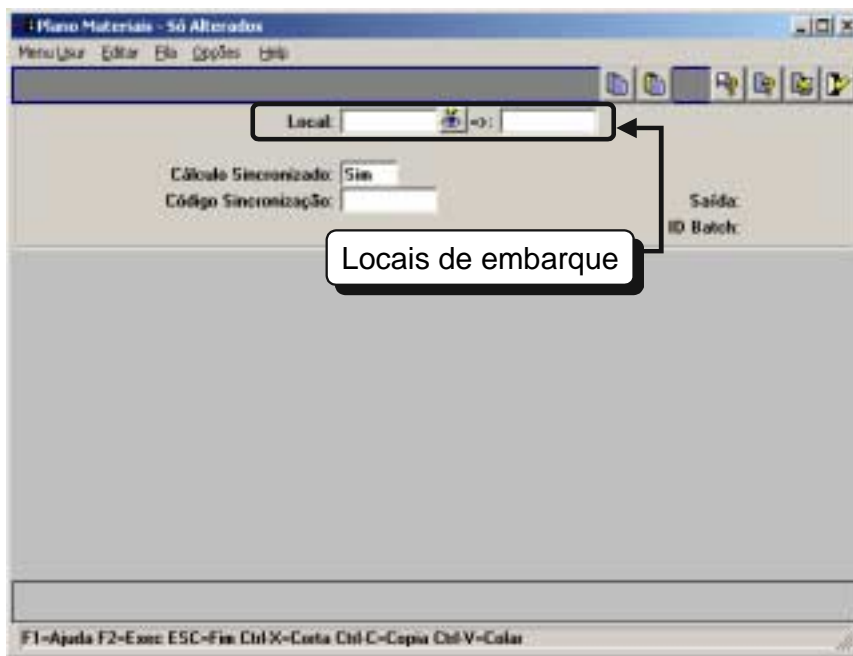 Plano Materiais - Só Alterados
Menu Usur Editar Fila Opções Help
Local: =>:
Cálculo Sincronizado: Sim
Código Sincronização:
Saída:
ID Batch:
Locais de embarque
F1=Ajuda F2=Exec ESC=Fim Ctrl-X=Corta Ctrl-C=Copia Ctrl-V=Colar